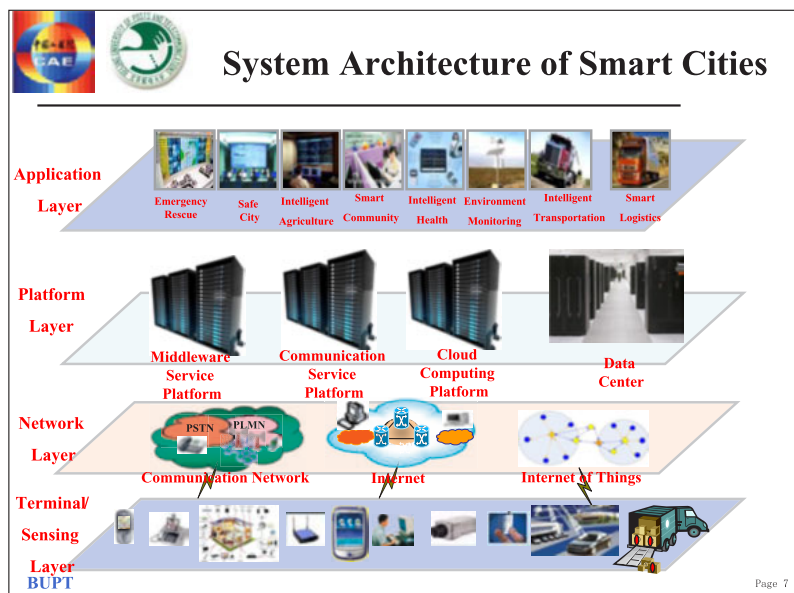 CAE
System Architecture of Smart Cities
Application
Layer
Emergency
Rescue
Safe
City
Intelligent
Agriculture
Smart
Community
Intelligent
Health
Environment
Monitoring
Intelligent
Transportation
Smart
Logistics
Platform
Layer
Middleware
Service
Platform
Communication
Service
Platform
Cloud
Computing
Platform
Data
Center
Network
Layer
PSTN
PLMN
Communication Network
Internet
Internet of Things
Terminal/
Sensing
Layer
BUPT
Page 7